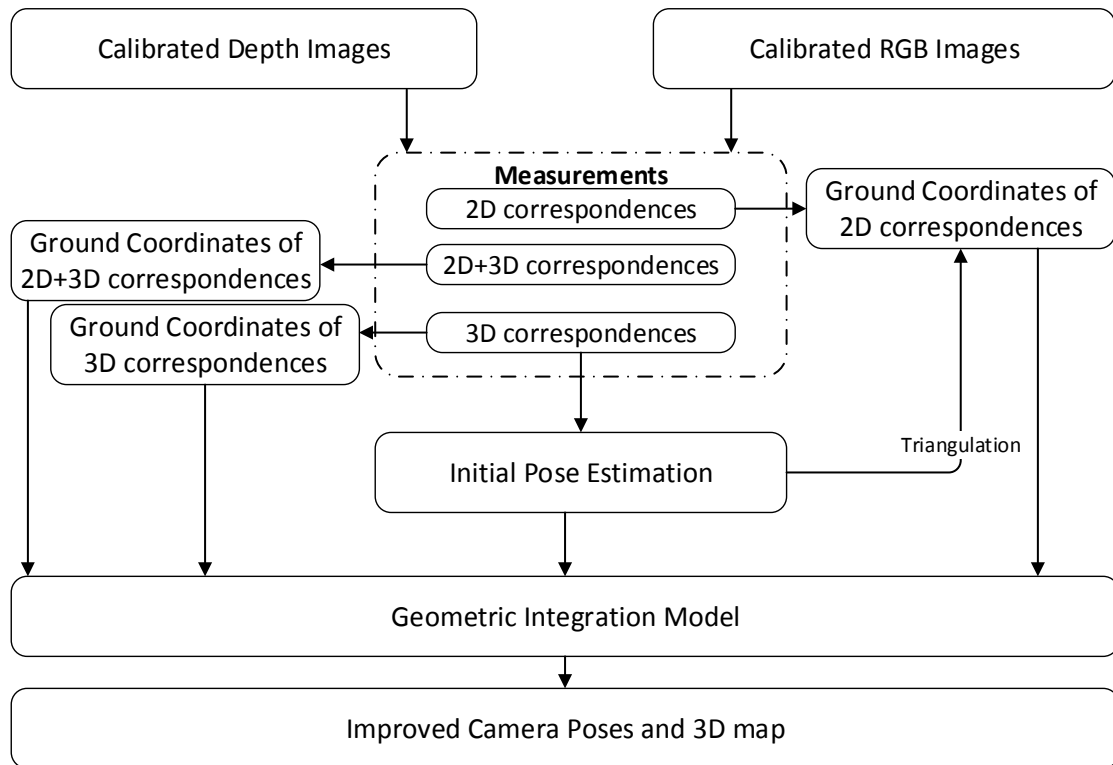 Calibrated Depth Images
Calibrated RGB Images
Measurements
2D correspondences
2D+3D correspondences
3D correspondences
Ground Coordinates of
2D correspondences
Ground Coordinates of
2D+3D correspondences
Ground Coordinates of
3D correspondences
Initial Pose Estimation
Triangulation
Geometric Integration Model
Improved Camera Poses and 3D map